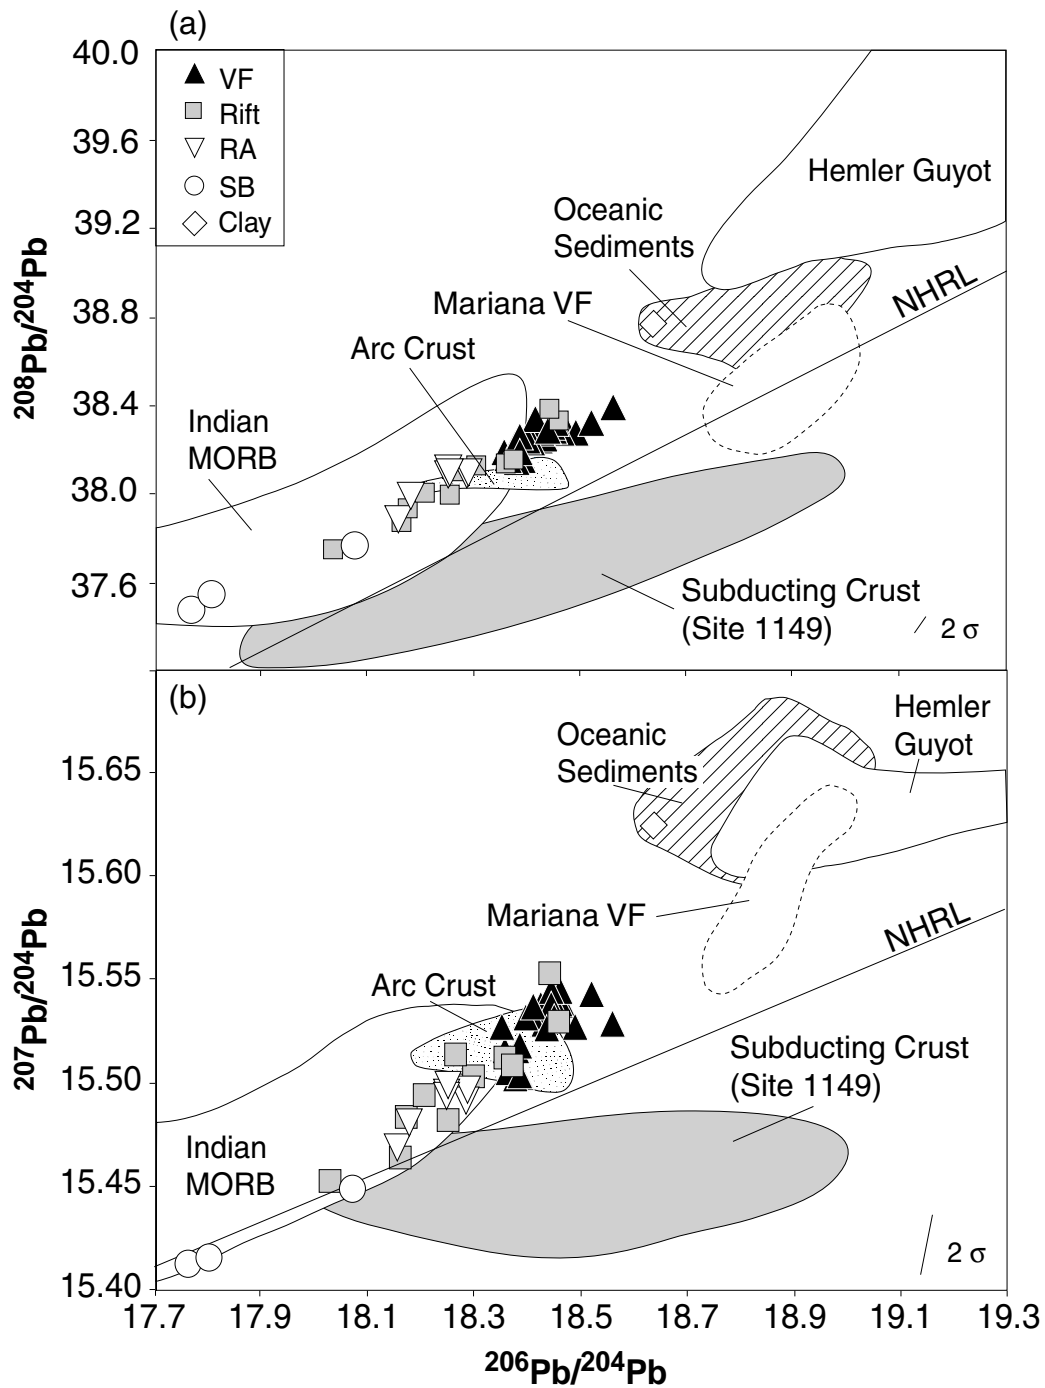 (a)
40.0
39.6
39.2
38.8
38.4
38.0
37.6
²⁰⁸Pb/²⁰⁴Pb
VF
Rift
RA
SB
Clay
Hemler Guyot
Oceanic
Sediments
NHRL
Mariana VF
Arc Crust
Indian
MORB
Subducting Crust
(Site 1149)
2 σ
(b)
15.65
15.60
15.55
15.50
15.45
15.40
²⁰⁷Pb/²⁰⁴Pb
Hemler
Guyot
Oceanic
Sediments
Mariana VF
NHRL
Arc Crust
Subducting Crust
(Site 1149)
Indian
MORB
2 σ
17.7 17.9 18.1 18.3 18.5 18.7 18.9 19.1 19.3
²⁰⁶Pb/²⁰⁴Pb